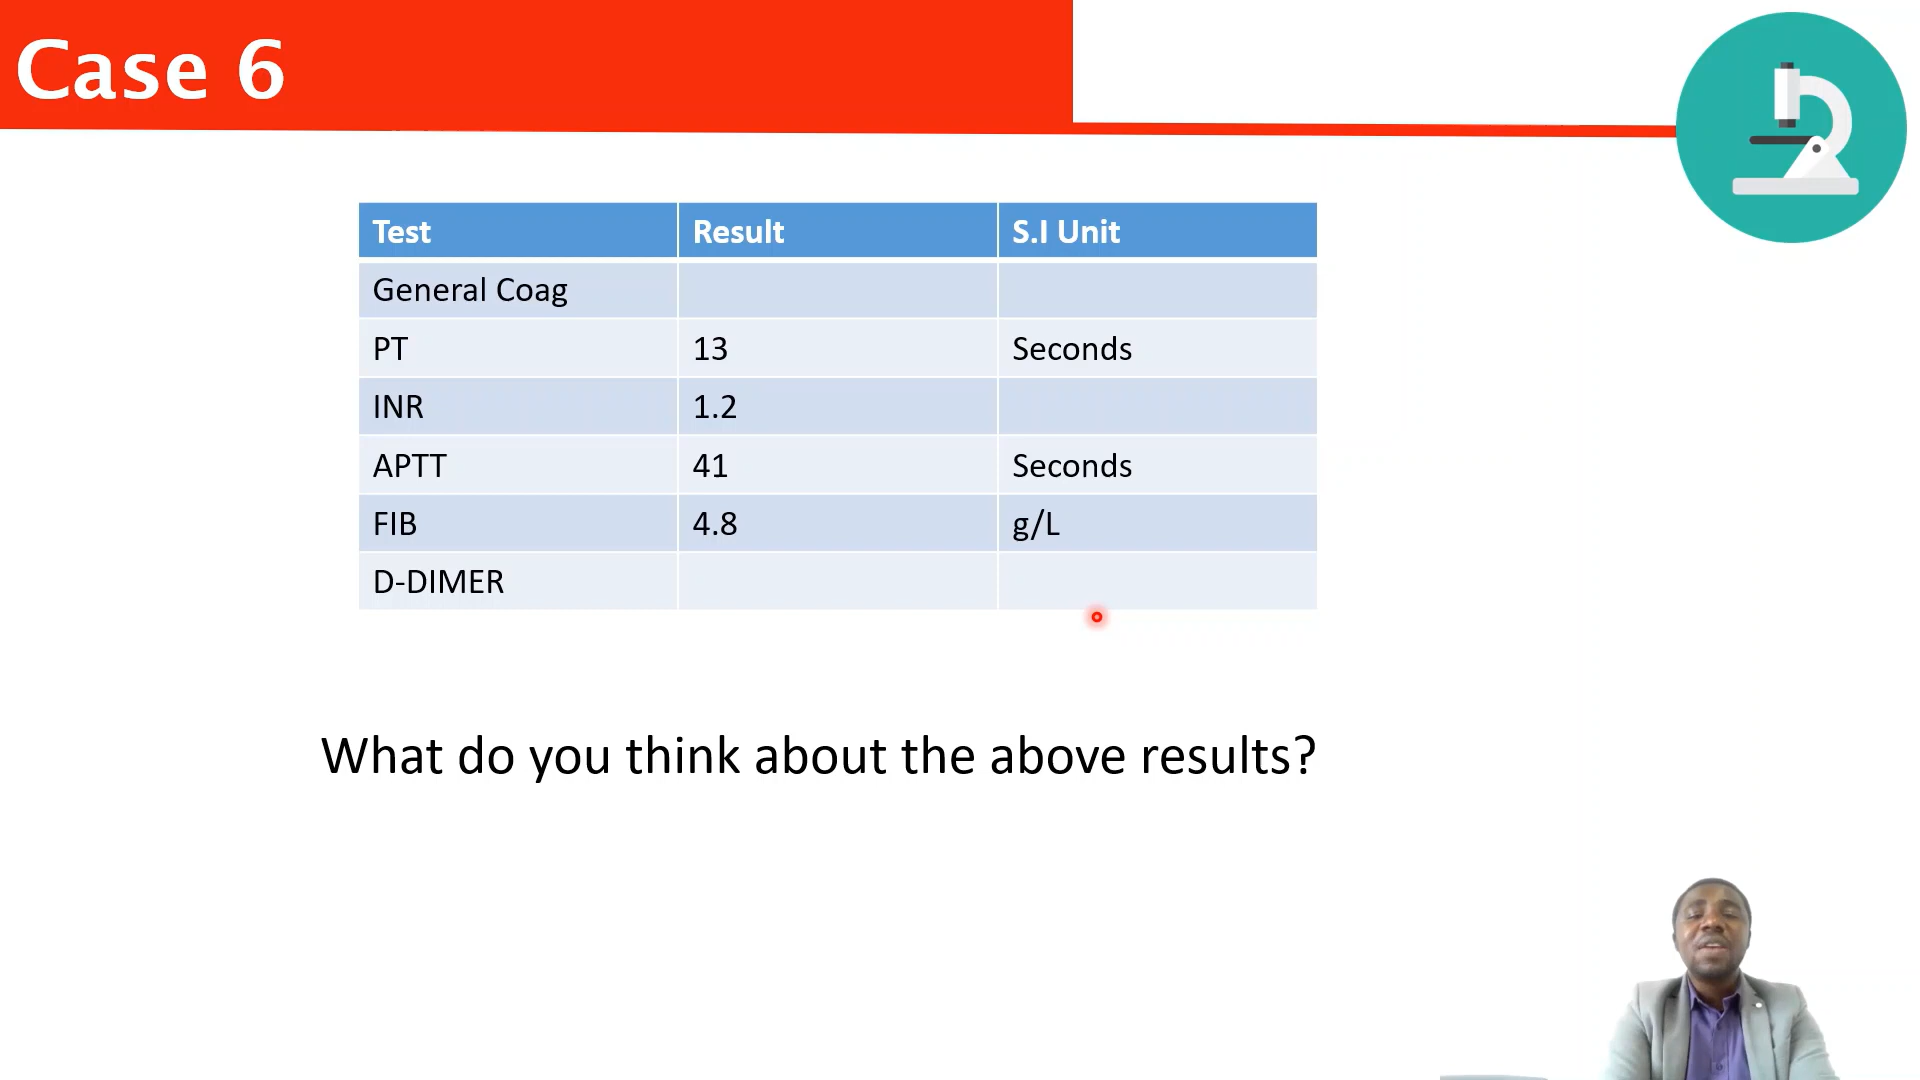 Case 6
Test Result S.I Unit
General Coag
PT 13 Seconds
INR 1.2
APTT 41 Seconds
FIB 4.8 g/L
D-DIMER
What do you think about the above results?